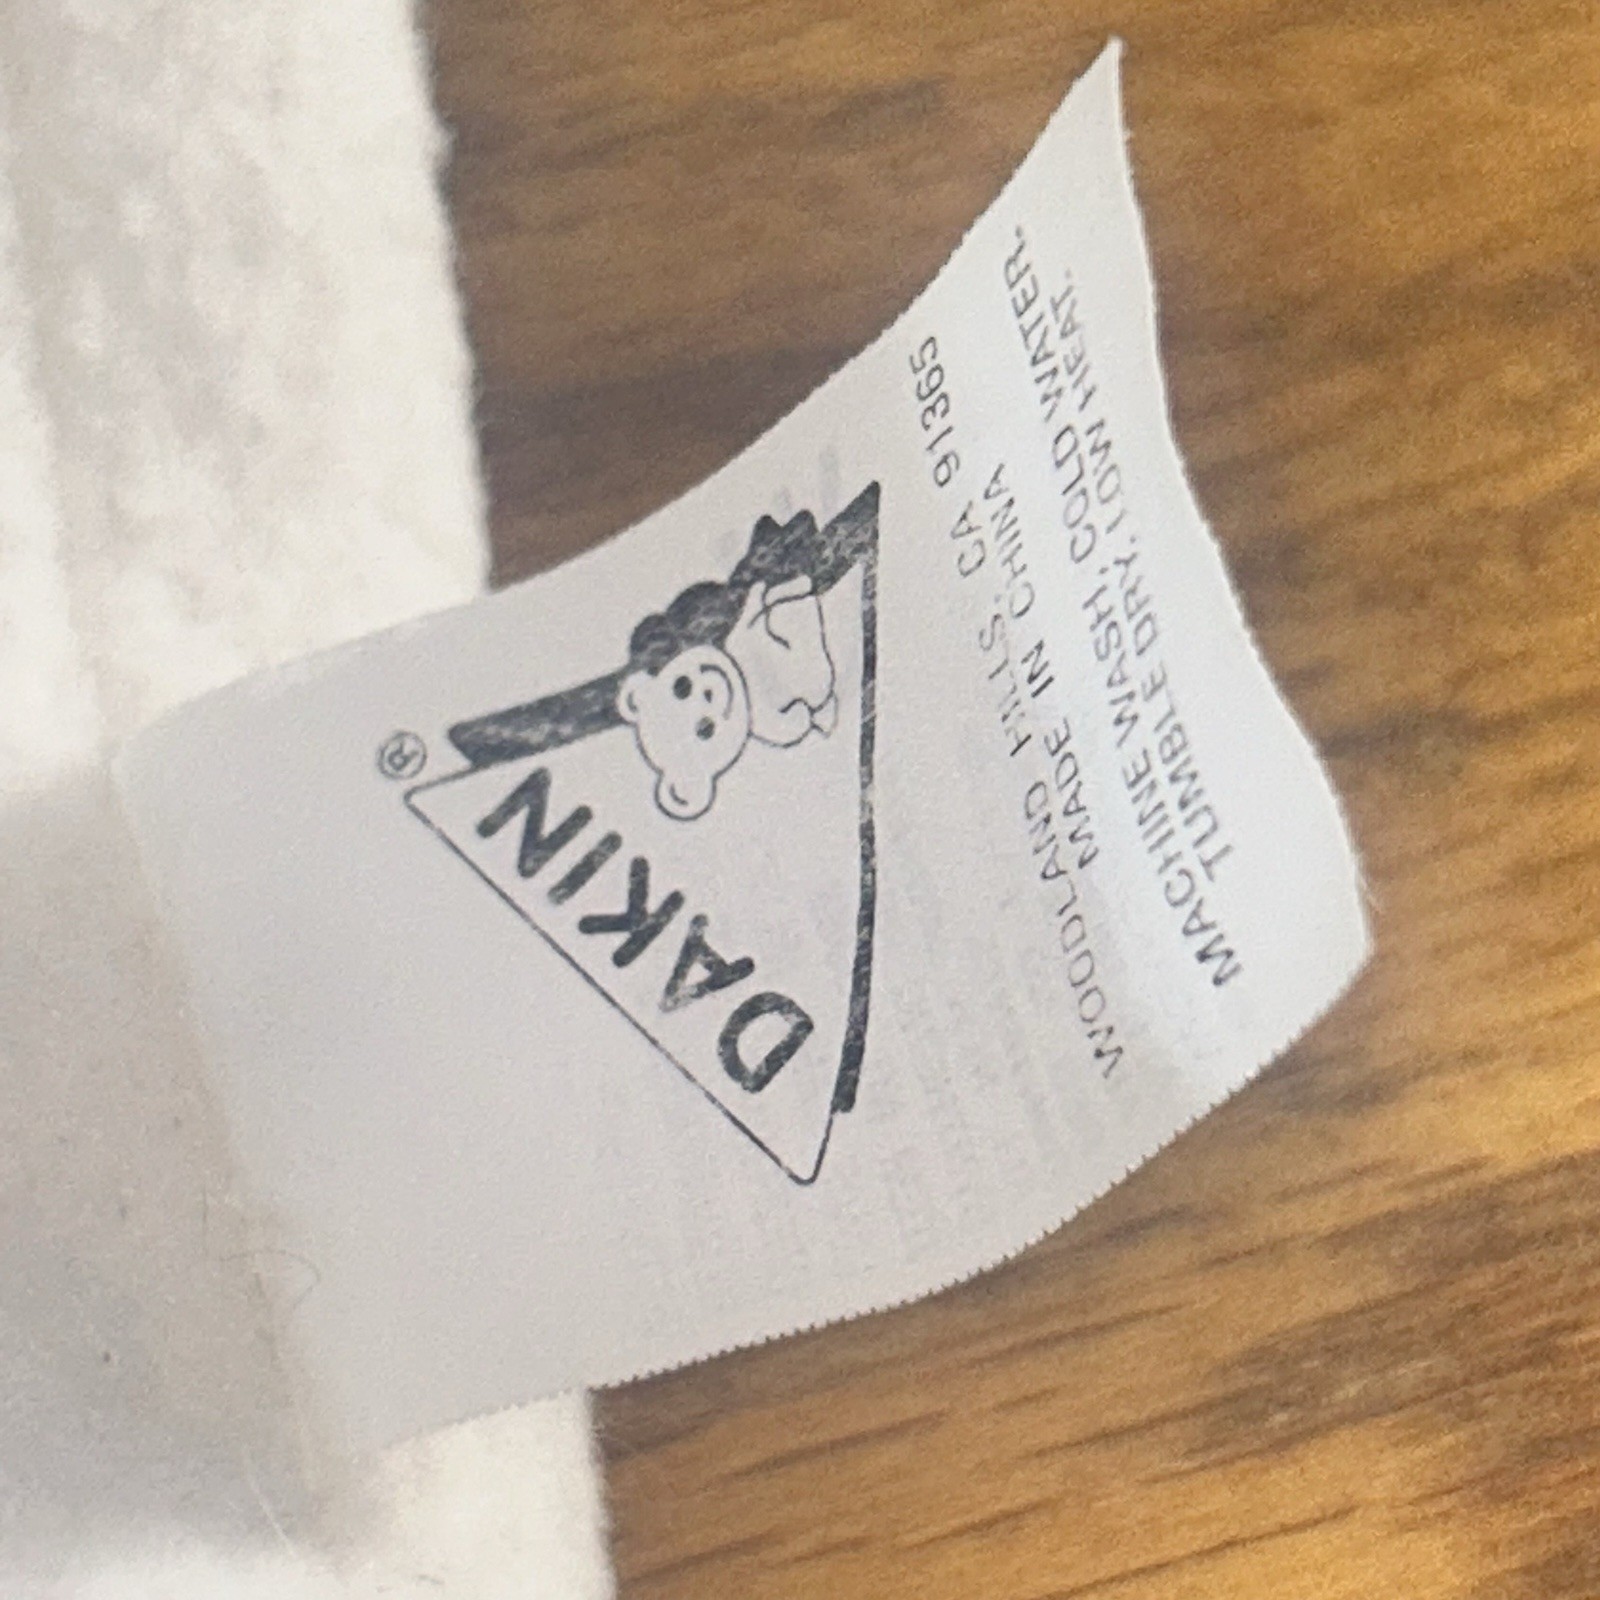 DAKIN®
WOODLAND HILLS, CA 91365
MADE IN CHINA
MACHINE WASH, COLD WATER.
TUMBLE DRY, LOW HEAT.